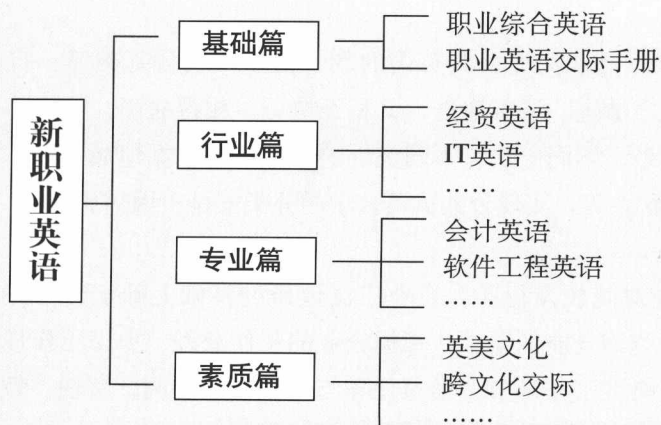 新职业英语
基础篇
职业综合英语
职业英语交际手册
行业篇
经贸英语
IT英语
……
专业篇
会计英语
软件工程英语
……
素质篇
英美文化
跨文化交际
……